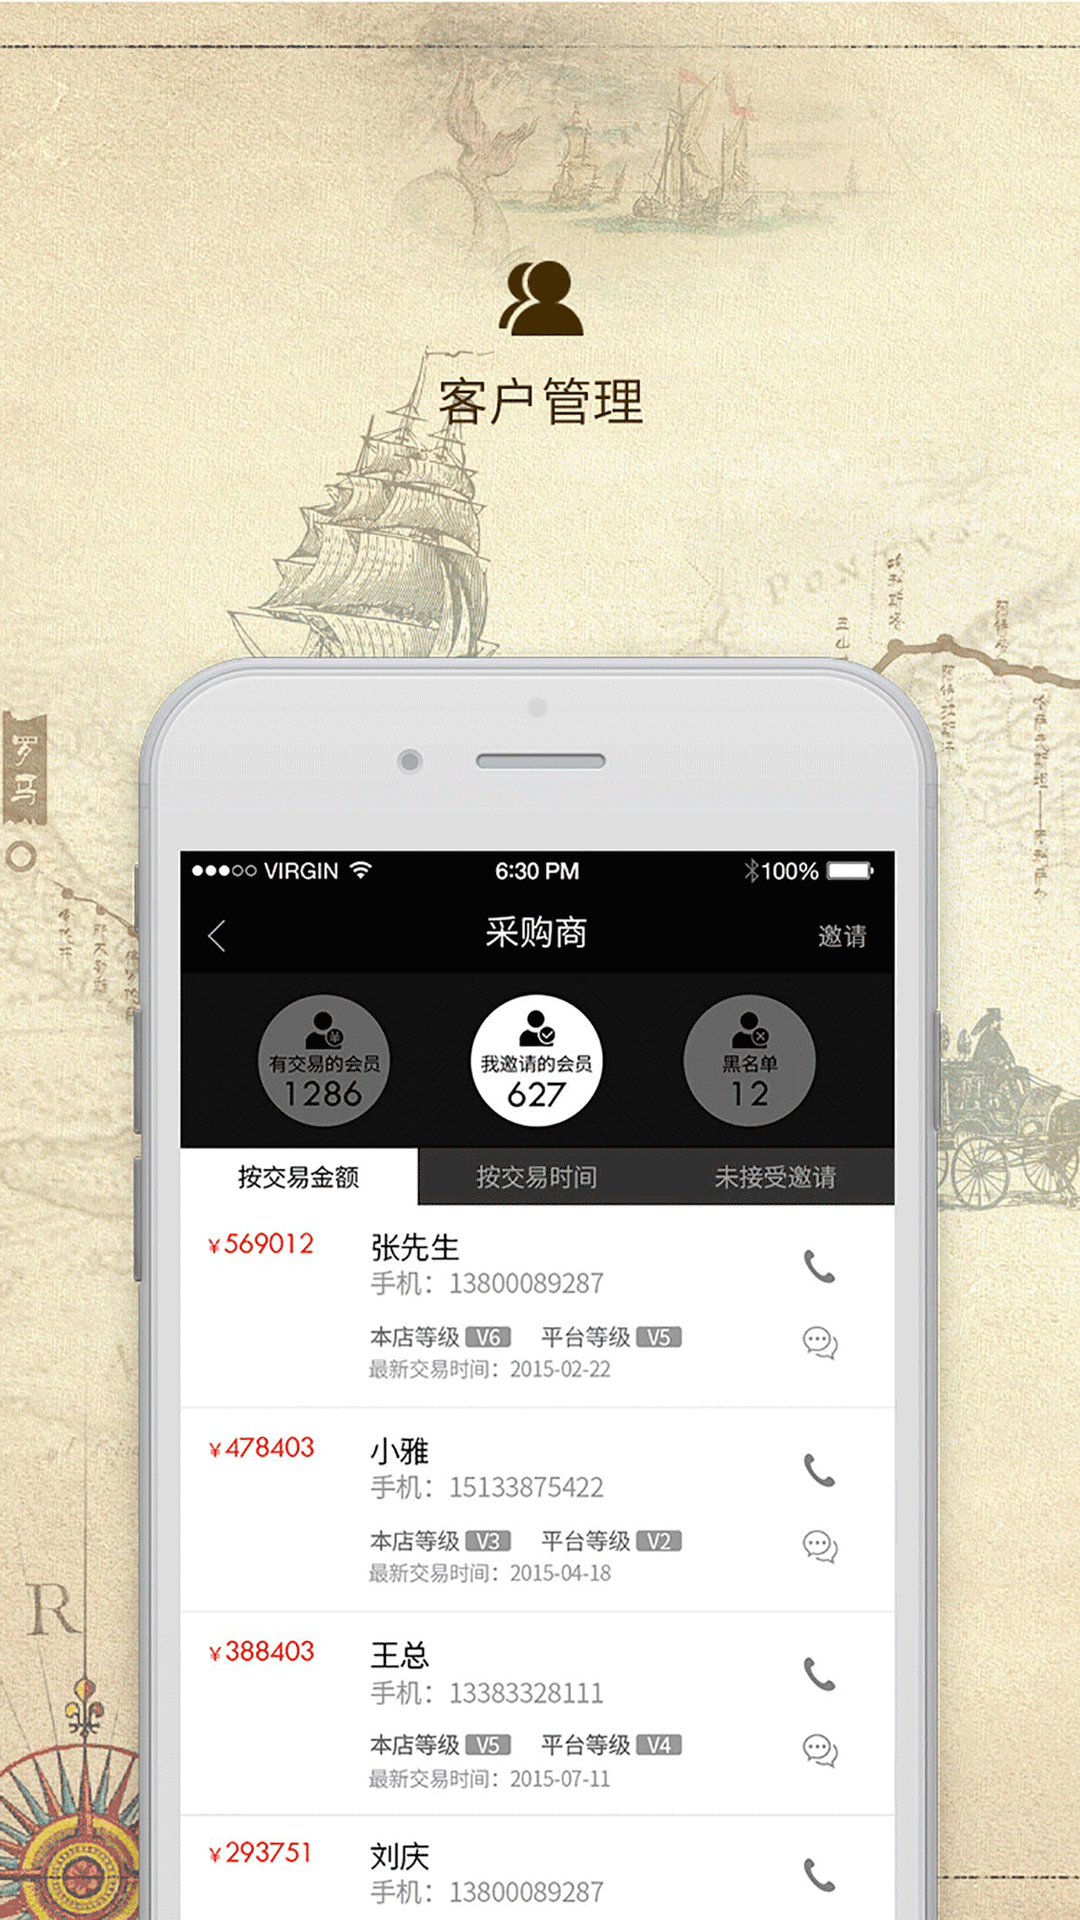 客户管理
罗马
R
VIRGIN 6:30 PM 100%
采购商 邀请
有交易的会员 我邀请的会员 黑名单
1286 627 12
按交易金额 按交易时间 未接受邀请
¥569012 张先生
手机：13800089287
本店等级 V6 平台等级 V5
最新交易时间：2015-02-22
¥478403 小雅
手机：15133875422
本店等级 V3 平台等级 V2
最新交易时间：2015-04-18
¥388403 王总
手机：13383328111
本店等级 V5 平台等级 V4
最新交易时间：2015-07-11
¥293751 刘庆
手机：13800089287